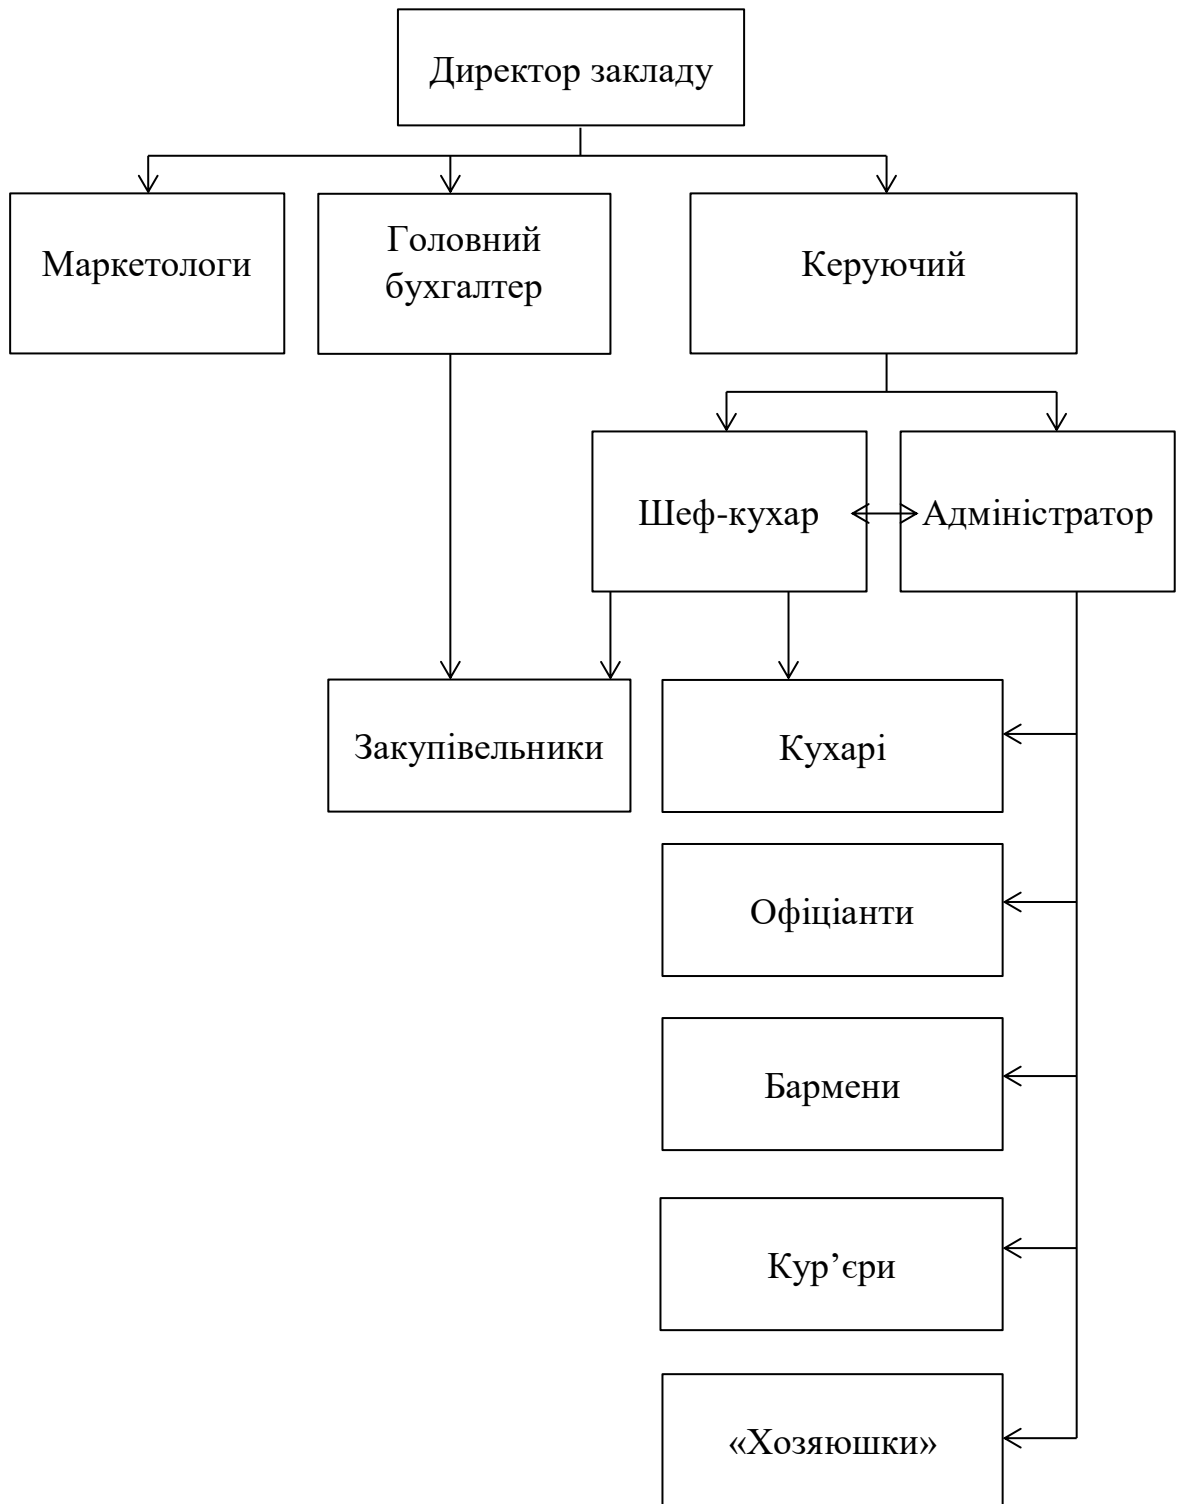 Директор закладу
Маркетологи
Головний
бухгалтер
Керуючий
Шеф-кухар
Адміністратор
Закупівельники
Кухарі
Офіціанти
Бармени
Кур’єри
«Хозяюшки»